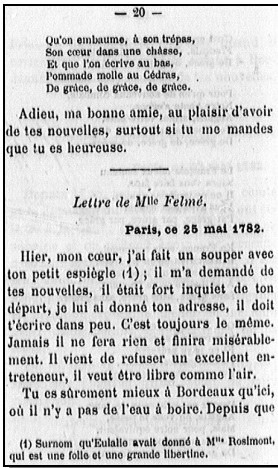 — 20 —
Qu'on embaume, à son trépas,
Son cœur dans une châsse,
Et que l'on écrive au bas,
Pommade molle au Cédras,
De grâce, de grâce, de grâce.
Adieu, ma bonne amie, au plaisir d'avoir
de tes nouvelles, surtout si tu me mandes
que tu es heureuse.
Lettre de Mlle Felmé.
Paris, ce 25 mai 1782.
Hier, mon cœur, j'ai fait un souper avec
ton petit espiègle (1) ; il m'a demandé de
tes nouvelles, il était fort inquiet de ton
départ, je lui ai donné ton adresse, il doit
t'écrire dans peu. C'est toujours le même.
Jamais il ne fera rien et finira misérable-
ment. Il vient de refuser un excellent en-
treteneur, il veut être libre comme l'air.
Tu es sûrement mieux à Bordeaux qu'ici,
où il n'y a pas de l'eau à boire. Depuis que
(1) Surnom qu'Eulalie avait donné à Mlle Rosimont,
qui est une folle et une grande libertine.